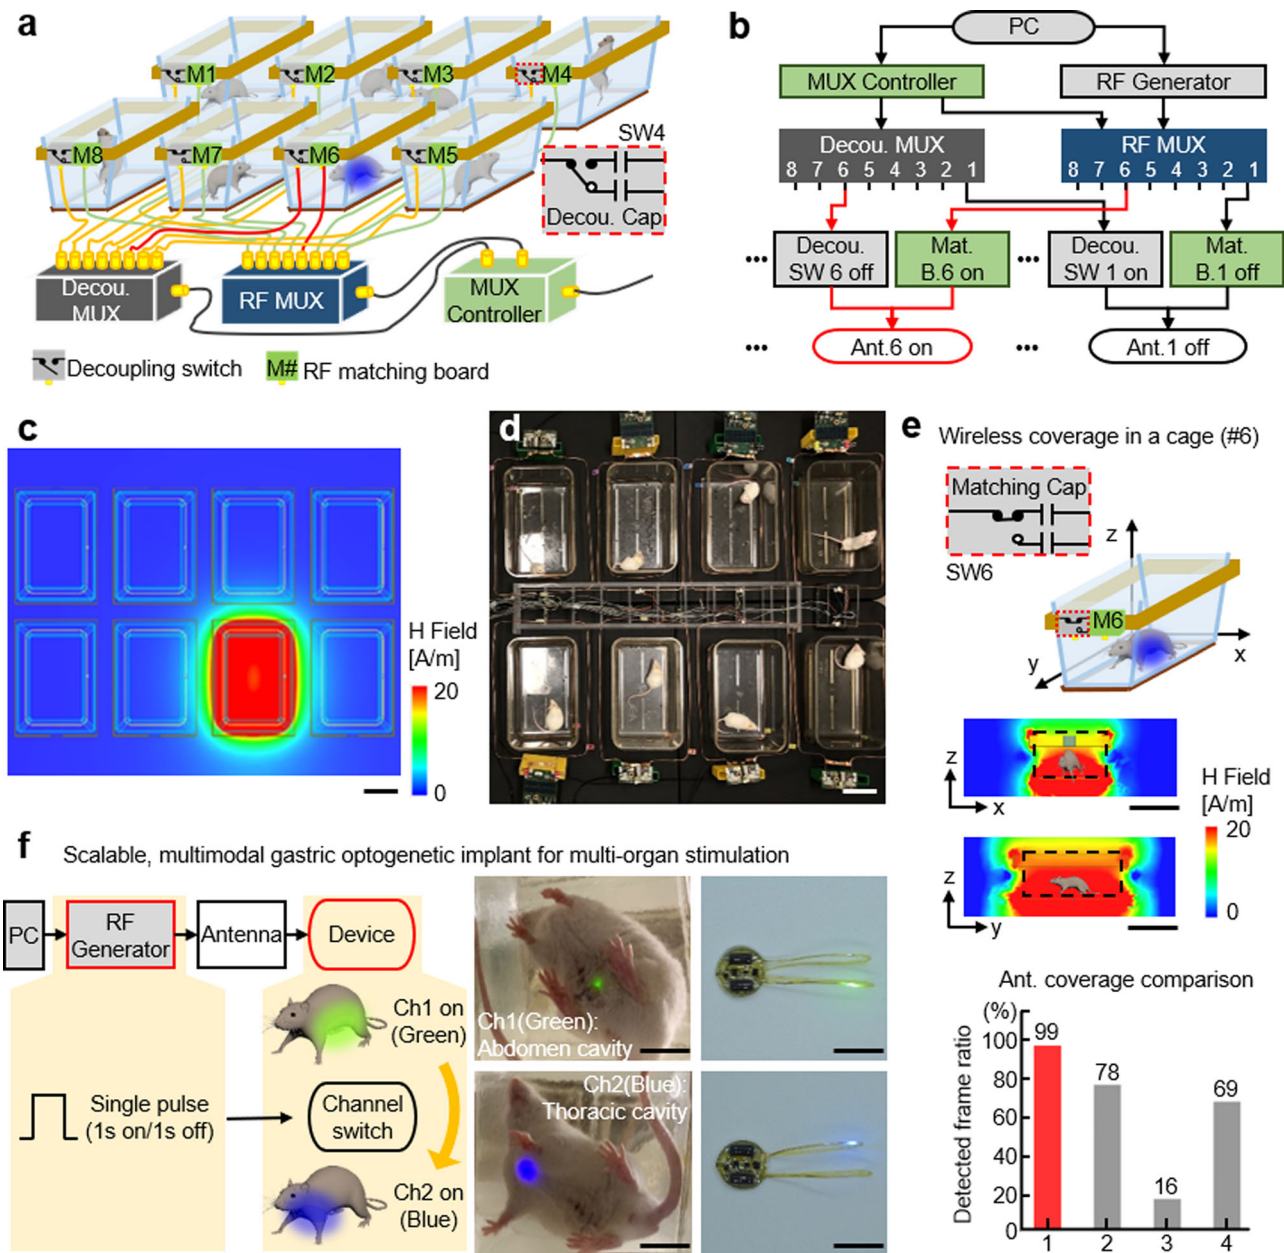 a
M1
M2
M3
M4
M8
M7
M6
M5
SW4
Decou. Cap
Decou.
MUX
RF MUX
MUX
Controller
Decoupling switch
M# RF matching board
b
PC
MUX Controller
RF Generator
Decou. MUX
8 7 6 5 4 3 2 1
RF MUX
8 7 6 5 4 3 2 1
Decou.
SW 6 off
Mat.
B.6 on
Decou.
SW 1 on
Mat.
B.1 off
Ant.6 on
Ant.1 off
c
H Field
[A/m]
20
0
d
e
Wireless coverage in a cage (#6)
Matching Cap
SW6
z
M6
x
y
z
x
z
y
H Field
[A/m]
20
0
Ant. coverage comparison
(%)
Detected frame ratio
100
80
60
40
20
99
78
16
69
1 2 3 4
f
Scalable, multimodal gastric optogenetic implant for multi-organ stimulation
PC
RF
Generator
Antenna
Device
Ch1 on
(Green)
Single pulse
(1s on/1s off)
Channel
switch
Ch2 on
(Blue)
Ch1(Green):
Abdomen cavity
Ch2(Blue):
Thoracic cavity